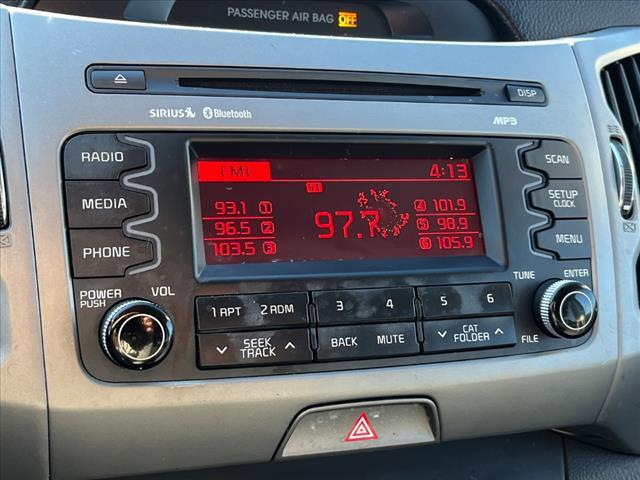 PASSENGER AIR BAG OFF
DISP
SIRIUS Bluetooth MP3
RADIO
MEDIA
PHONE
FM1 4:13
ST
93.1 1
96.5 2
103.5 3
97.7
4 101.9
5 98.9
6 105.9
SCAN
SETUP
CLOCK
MENU
POWER
PUSH
VOL
TUNE
ENTER
1 RPT 2 RDM 3 4 5 6
SEEK
TRACK
BACK MUTE
CAT
FOLDER
FILE